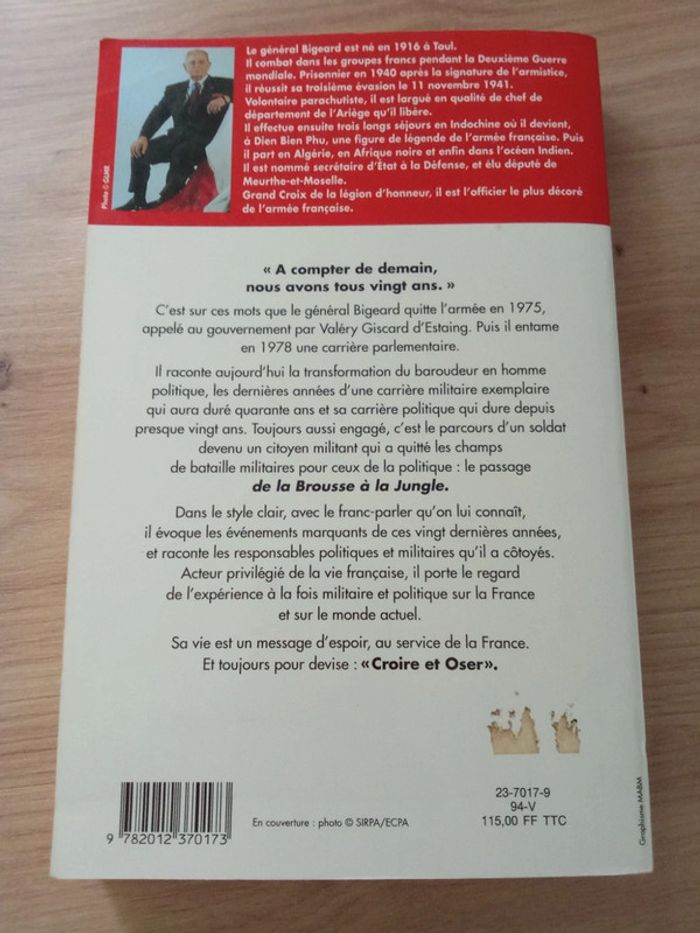 Le général Bigeard est né en 1916 à Toul.
Il combat dans les groupes francs pendant la Deuxième Guerre
mondiale. Prisonnier en 1940 après la signature de l'armistice,
il réussit sa troisième évasion le 11 novembre 1941.
Volontaire parachutiste, il est largué en qualité de chef de
département de l'Ariège qu'il libère.
Il effectue ensuite trois longs séjours en Indochine où il devient,
à Dien Bien Phu, une figure de légende de l'armée française. Puis
il part en Algérie, en Afrique noire et enfin dans l'océan Indien.
Il est nommé secrétaire d'État à la Défense, et élu député de
Meurthe-et-Moselle.
Grand Croix de la légion d'honneur, il est l'officier le plus décoré
de l'armée française.
Photo © GLMR
« A compter de demain,
nous avons tous vingt ans. »
C'est sur ces mots que le général Bigeard quitte l'armée en 1975,
appelé au gouvernement par Valéry Giscard d'Estaing. Puis il entame
en 1978 une carrière parlementaire.
Il raconte aujourd'hui la transformation du baroudeur en homme
politique, les dernières années d'une carrière militaire exemplaire
qui aura duré quarante ans et sa carrière politique qui dure depuis
presque vingt ans. Toujours aussi engagé, c'est le parcours d'un soldat
devenu un citoyen militant qui a quitté les champs
de bataille militaires pour ceux de la politique : le passage
de la Brousse à la Jungle.
Dans le style clair, avec le franc-parler qu'on lui connaît,
il évoque les événements marquants de ces vingt dernières années,
et raconte les responsables politiques et militaires qu'il a côtoyés.
Acteur privilégié de la vie française, il porte le regard
de l'expérience à la fois militaire et politique sur la France
et sur le monde actuel.
Sa vie est un message d'espoir, au service de la France.
Et toujours pour devise : « Croire et Oser ».
9 782012 370173
En couverture : photo © SIRPA/ECPA
23-7017-9
94-V
115,00 FF TTC
Graphisme MABM